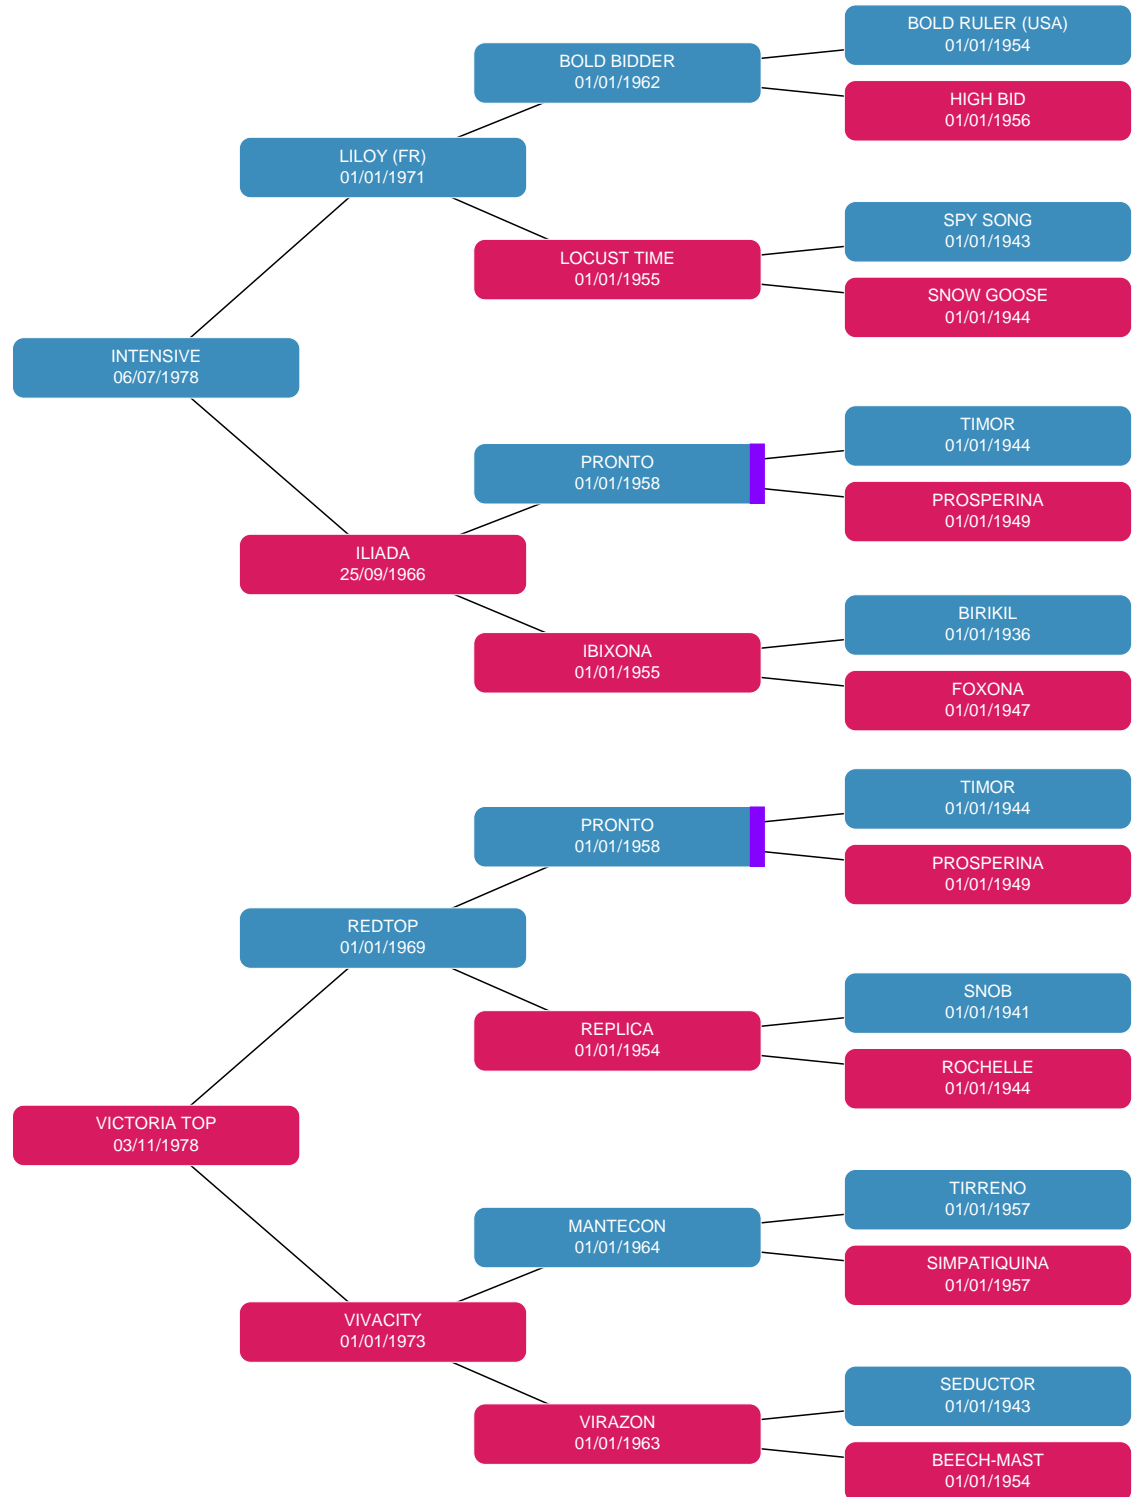 BOLD RULER (USA)
01/01/1954
BOLD BIDDER
01/01/1962
HIGH BID
01/01/1956
LILOY (FR)
01/01/1971
SPY SONG
01/01/1943
LOCUST TIME
01/01/1955
SNOW GOOSE
01/01/1944
INTENSIVE
06/07/1978
TIMOR
01/01/1944
PRONTO
01/01/1958
PROSPERINA
01/01/1949
ILIADA
25/09/1966
BIRIKIL
01/01/1936
IBIXONA
01/01/1955
FOXONA
01/01/1947
TIMOR
01/01/1944
PRONTO
01/01/1958
PROSPERINA
01/01/1949
REDTOP
01/01/1969
SNOB
01/01/1941
REPLICA
01/01/1954
ROCHELLE
01/01/1944
VICTORIA TOP
03/11/1978
TIRRENO
01/01/1957
MANTECON
01/01/1964
SIMPATIQUINA
01/01/1957
VIVACITY
01/01/1973
SEDUCTOR
01/01/1943
VIRAZON
01/01/1963
BEECH-MAST
01/01/1954